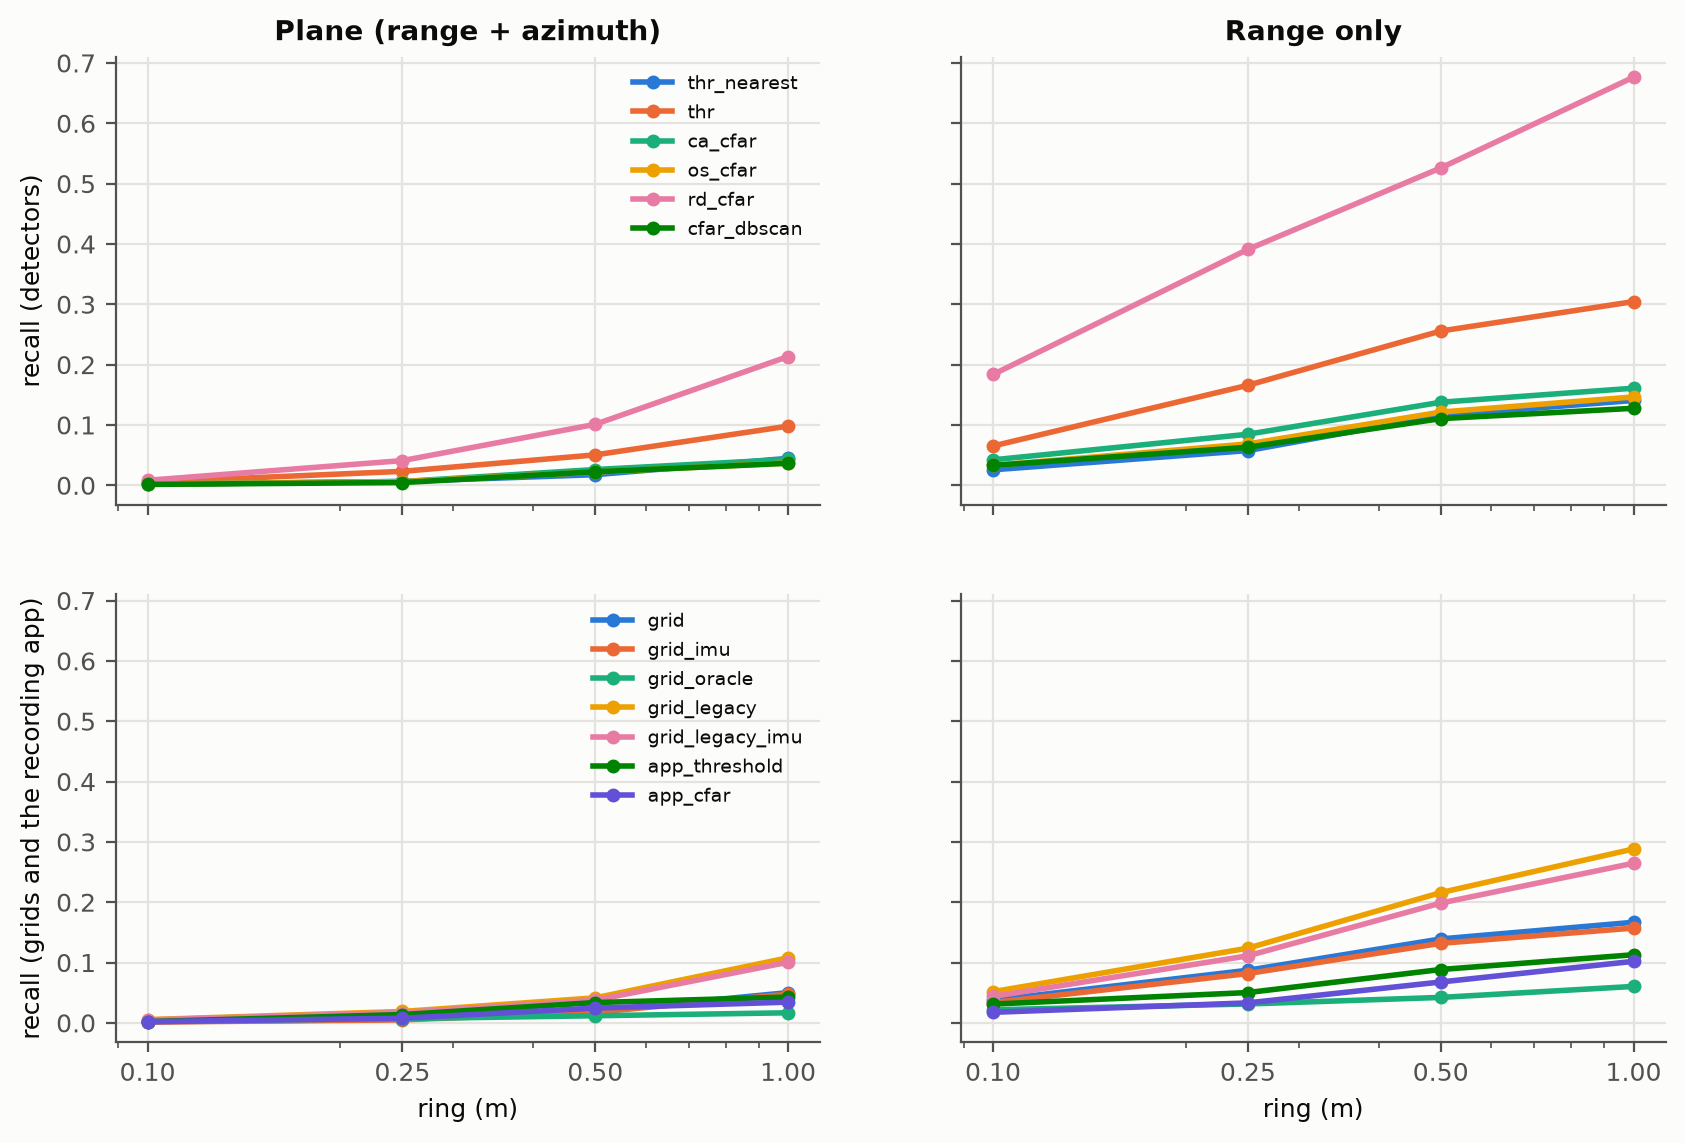 Plane (range + azimuth)
Range only
recall (detectors)
0.7
0.6
0.5
0.4
0.3
0.2
0.1
0.0
thr_nearest
thr
ca_cfar
os_cfar
rd_cfar
cfar_dbscan
recall (grids and the recording app)
0.7
0.6
0.5
0.4
0.3
0.2
0.1
0.0
grid
grid_imu
grid_oracle
grid_legacy
grid_legacy_imu
app_threshold
app_cfar
0.10 0.25 0.50 1.00
0.10 0.25 0.50 1.00
ring (m)
ring (m)